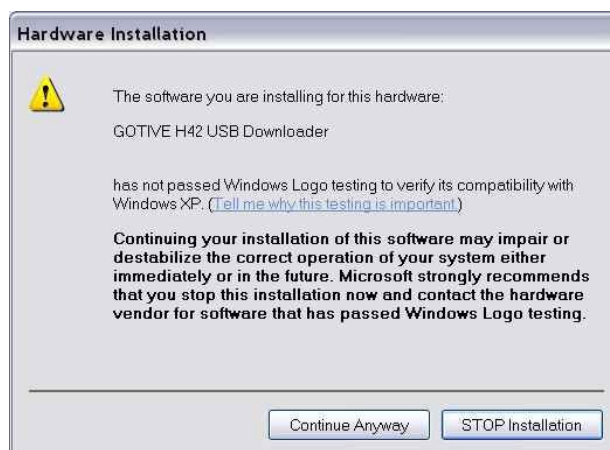 Hardware Installation
The software you are installing for this hardware:
GOTIVE H42 USB Downloader
has not passed Windows Logo testing to verify its compatibility with
Windows XP. (Tell me why this testing is important.)
Continuing your installation of this software may impair or
destabilize the correct operation of your system either
immediately or in the future. Microsoft strongly recommends
that you stop this installation now and contact the hardware
vendor for software that has passed Windows Logo testing.
Continue Anyway
STOP Installation